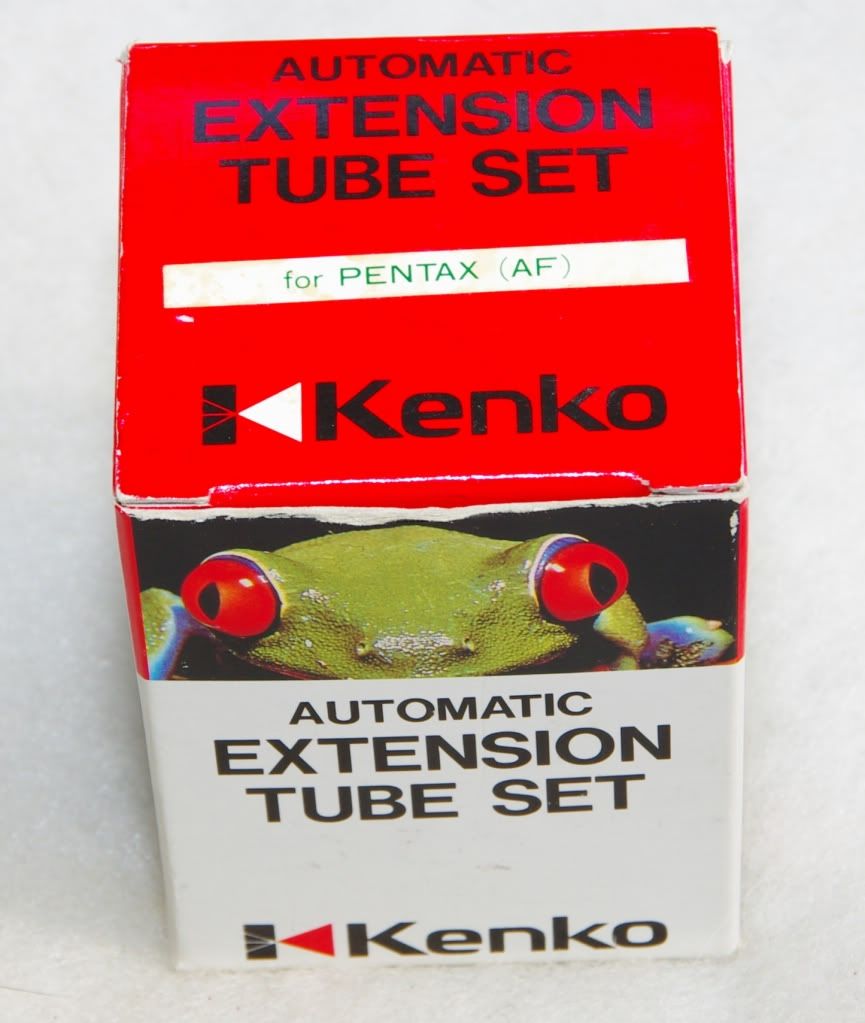 AUTOMATIC
EXTENSION
TUBE SET
for PENTAX (AF)
Kenko
AUTOMATIC
EXTENSION
TUBE SET
Kenko